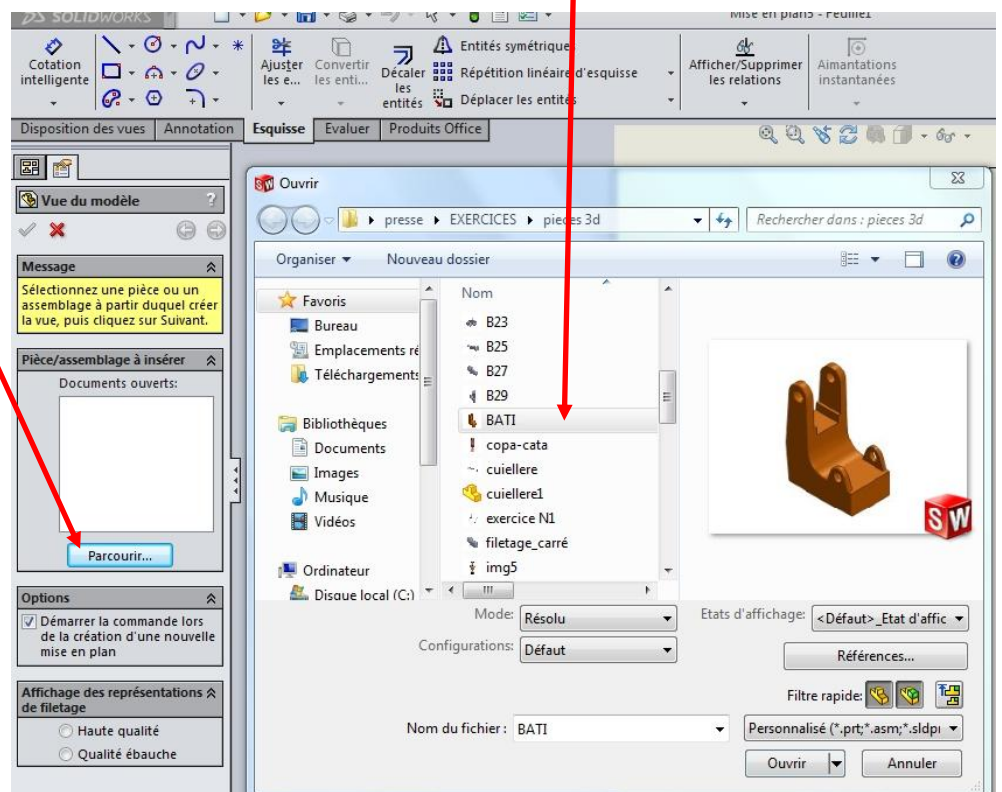 SOLIDWORKS
Mise en plan5 - Feuille1
Cotation intelligente
Ajuster les e...
Convertir les enti...
Décaler les entités
Entités symétriques
Répétition linéaire d'esquisse
Déplacer les entités
Afficher/Supprimer les relations
Aimantations instantanées
Disposition des vues
Annotation
Esquisse
Evaluer
Produits Office
Vue du modèle
?
Message
Sélectionnez une pièce ou un
assemblage à partir duquel créer
la vue, puis cliquez sur Suivant.
Pièce/assemblage à insérer
Documents ouverts:
Parcourir...
Options
Démarrer la commande lors
de la création d'une nouvelle
mise en plan
Affichage des représentations
de filetage
Haute qualité
Qualité ébauche
Ouvrir
presse
EXERCICES
pieces 3d
Rechercher dans : pieces 3d
Organiser
Nouveau dossier
Favoris
Bureau
Emplacements ré
Téléchargements
Bibliothèques
Documents
Images
Musique
Vidéos
Ordinateur
Disque local (C:)
Nom
B23
B25
B27
B29
BATI
copa-cata
cuiellere
cuiellere1
exercice N1
filetage_carré
img5
SW
Mode: Résolu
Etats d'affichage: <Défaut>_Etat d'affic
Configurations: Défaut
Références...
Filtre rapide:
Nom du fichier : BATI
Personnalisé (*.prt;*.asm;*.sldpr
Ouvrir
Annuler